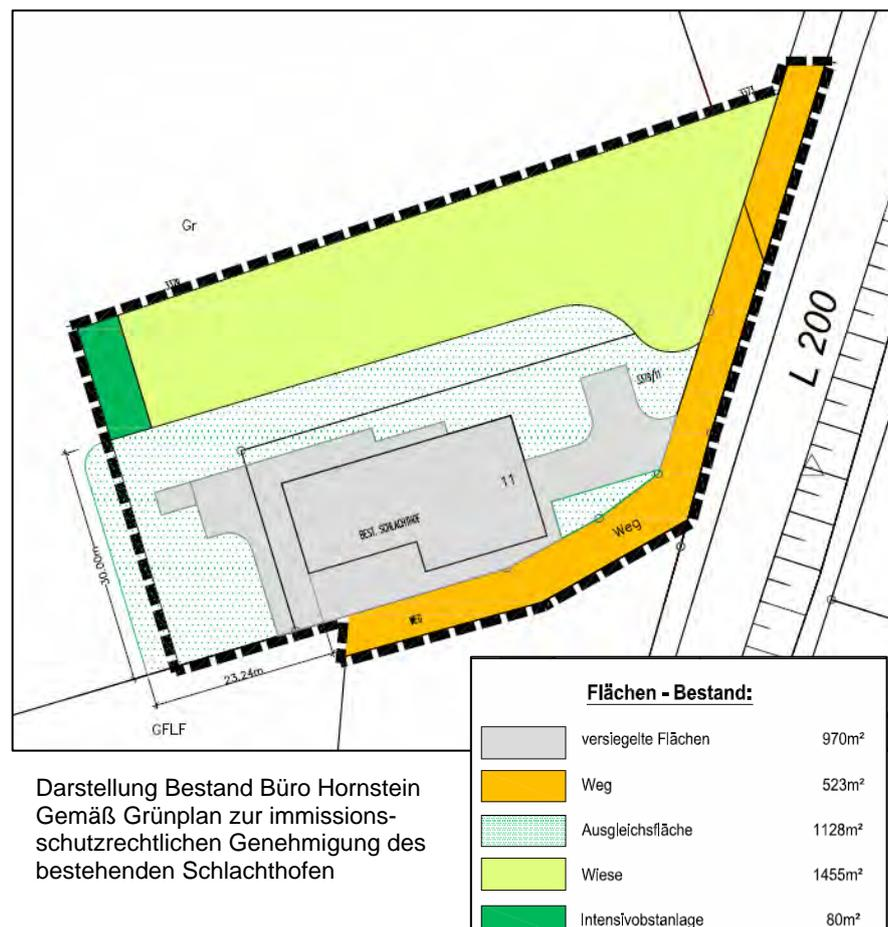 Gr
L 200
3378/11
11
BEST. SCHLACHTHOF
Weg
WEG
30.00m
23.24m
GFLF
Flächen - Bestand:
versiegelte Flächen 970m²
Weg 523m²
Ausgleichsfläche 1128m²
Wiese 1455m²
Intensivobstanlage 80m²
Darstellung Bestand Büro Hornstein
Gemäß Grünplan zur immissions-
schutzrechtlichen Genehmigung des
bestehenden Schlachthofen